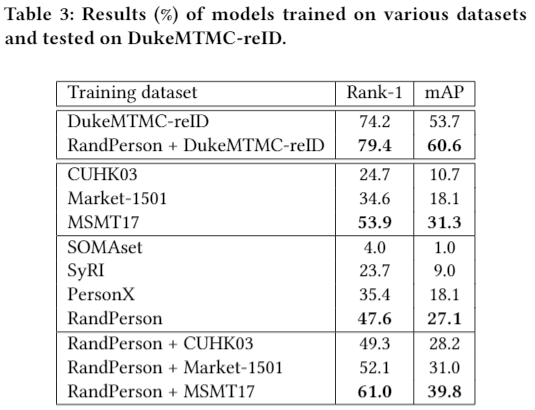 Table 3: Results (%) of models trained on various datasets
and tested on DukeMTMC-reID.
Training dataset Rank-1 mAP
DukeMTMC-reID 74.2 53.7
RandPerson + DukeMTMC-reID 79.4 60.6
CUHK03 24.7 10.7
Market-1501 34.6 18.1
MSMT17 53.9 31.3
SOMAset 4.0 1.0
SyRI 23.7 9.0
PersonX 35.4 18.1
RandPerson 47.6 27.1
RandPerson + CUHK03 49.3 28.2
RandPerson + Market-1501 52.1 31.0
RandPerson + MSMT17 61.0 39.8